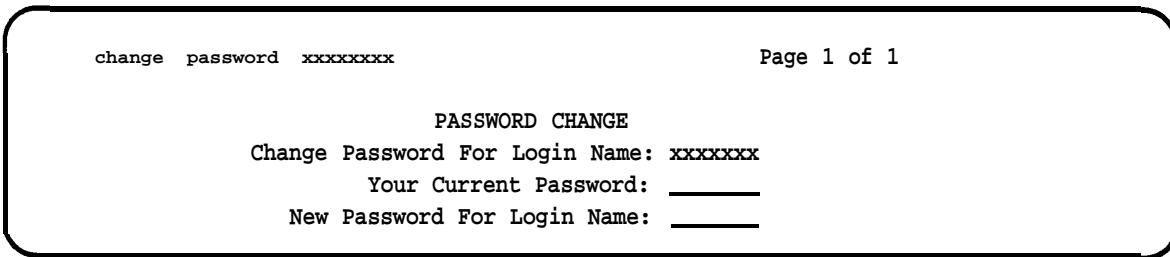 change password xxxxxxxx Page 1 of 1
PASSWORD CHANGE
Change Password For Login Name: xxxxxxx
Your Current Password:
New Password For Login Name: